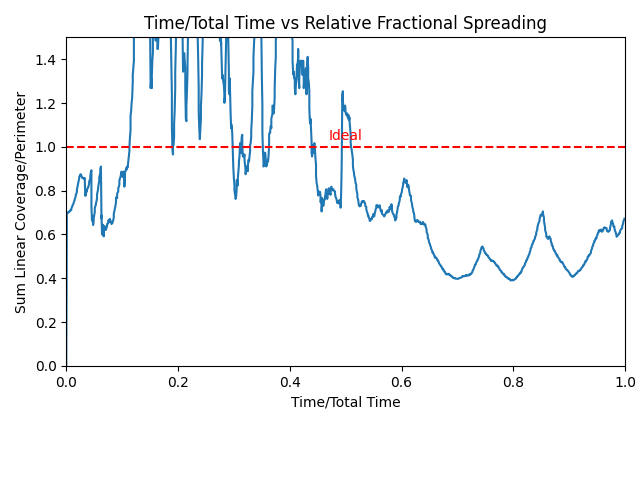 Time/Total Time vs Relative Fractional Spreading
Sum Linear Coverage/Perimeter
1.4
1.2
1.0
0.8
0.6
0.4
0.2
0.0
Ideal
0.0 0.2 0.4 0.6 0.8 1.0
Time/Total Time